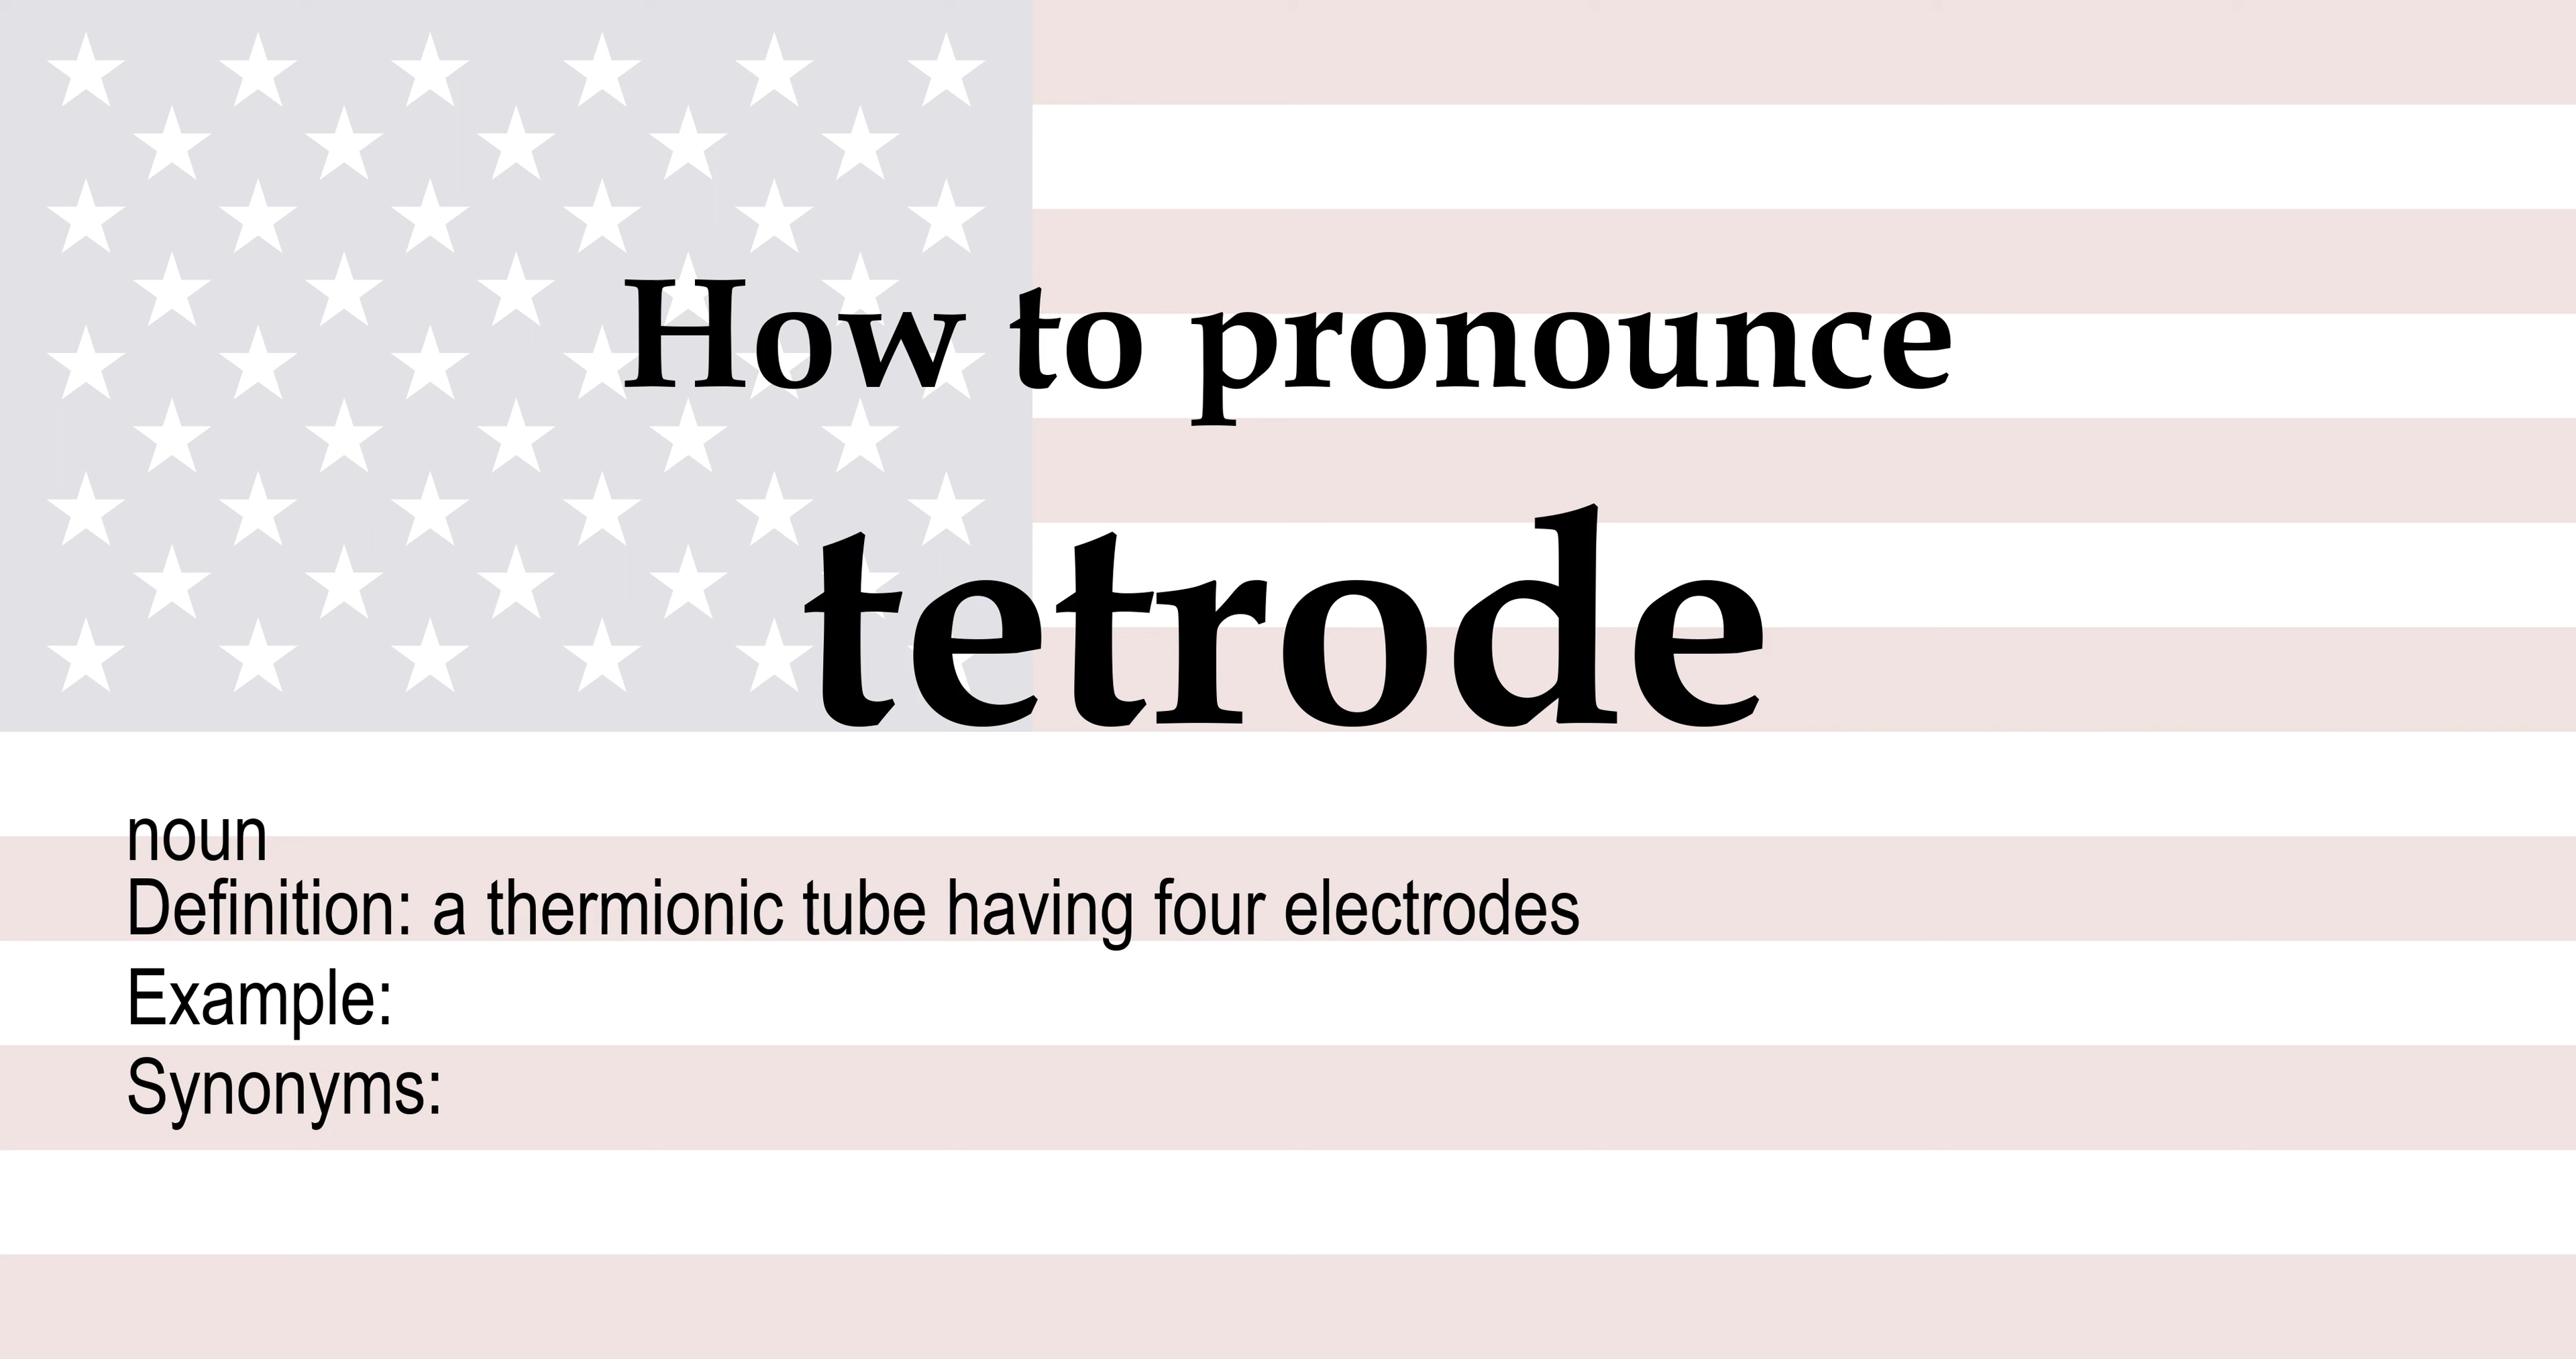 How to pronounce
tetrode
noun
Definition: a thermionic tube having four electrodes
Example:
Synonyms: